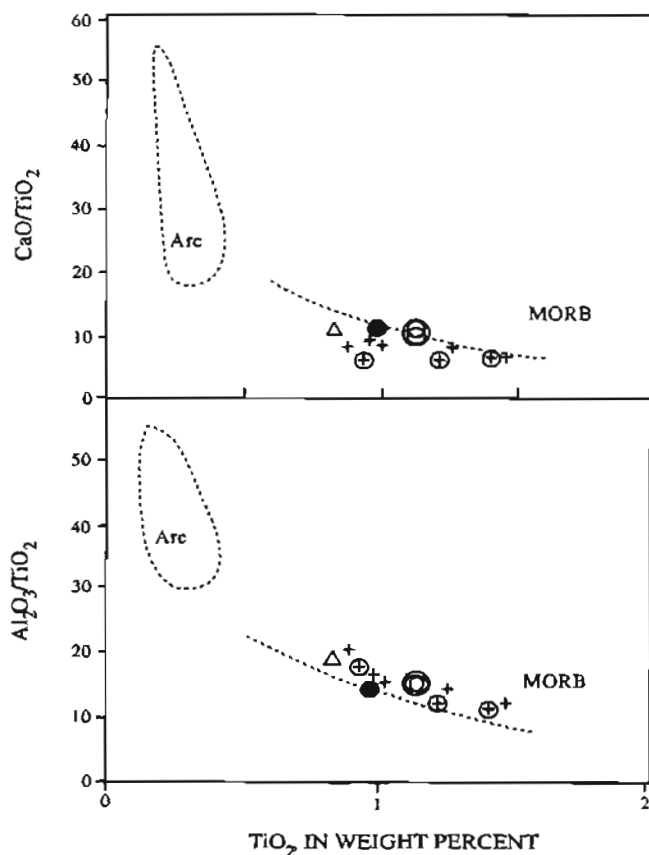 60
50
40
30
20
10
0
CaO/TiO₂
Arc
MORB
50
40
30
20
10
0
Al₂O₃/TiO₂
Arc
MORB
0 1 2
TiO₂ IN WEIGHT PERCENT